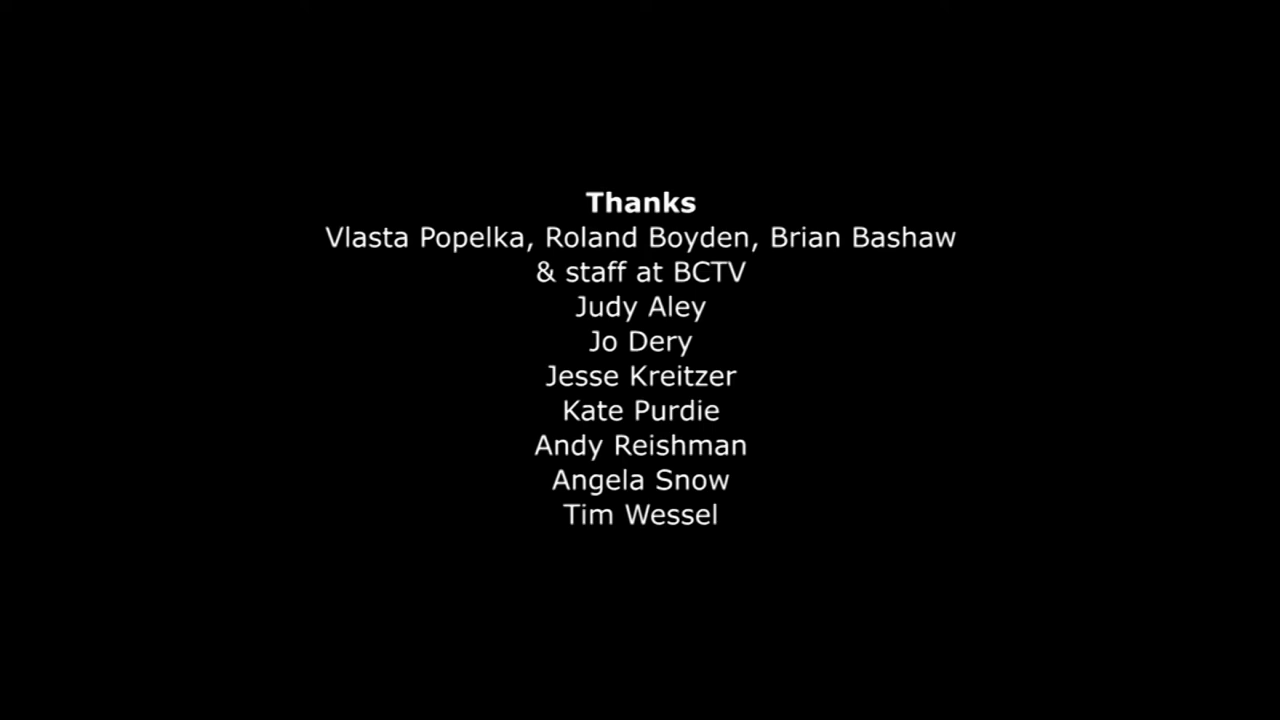 Thanks
Vlasta Popelka, Roland Boyden, Brian Bashaw
& staff at BCTV
Judy Aley
Jo Dery
Jesse Kreitzer
Kate Purdie
Andy Reishman
Angela Snow
Tim Wessel